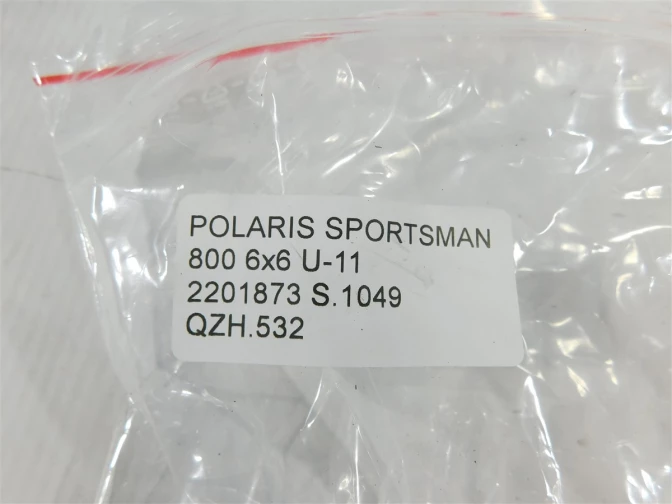 POLARIS SPORTSMAN
800 6x6 U-11
2201873 S.1049
QZH.532